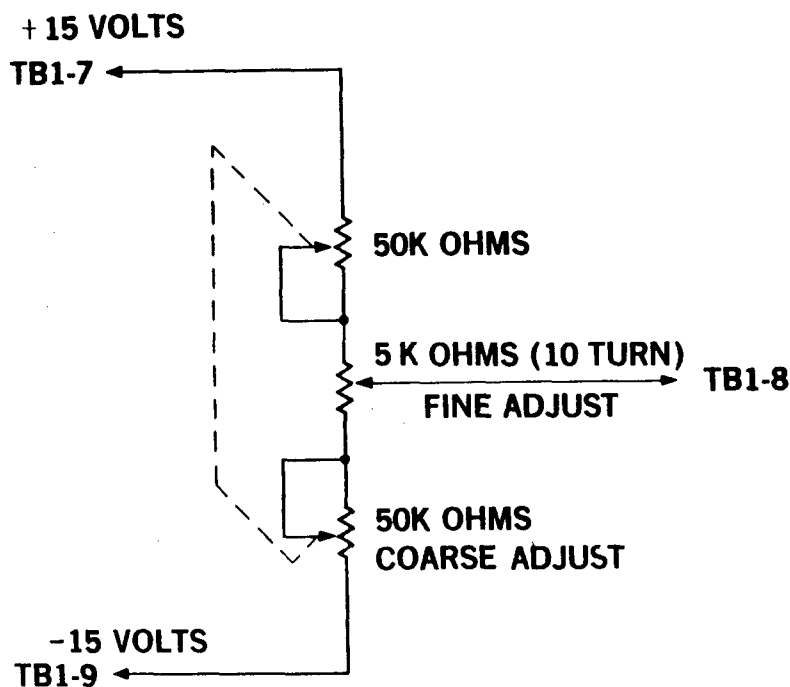 +15 VOLTS
TB1-7
50K OHMS
5 K OHMS (10 TURN)
TB1-8
FINE ADJUST
50K OHMS
COARSE ADJUST
-15 VOLTS
TB1-9